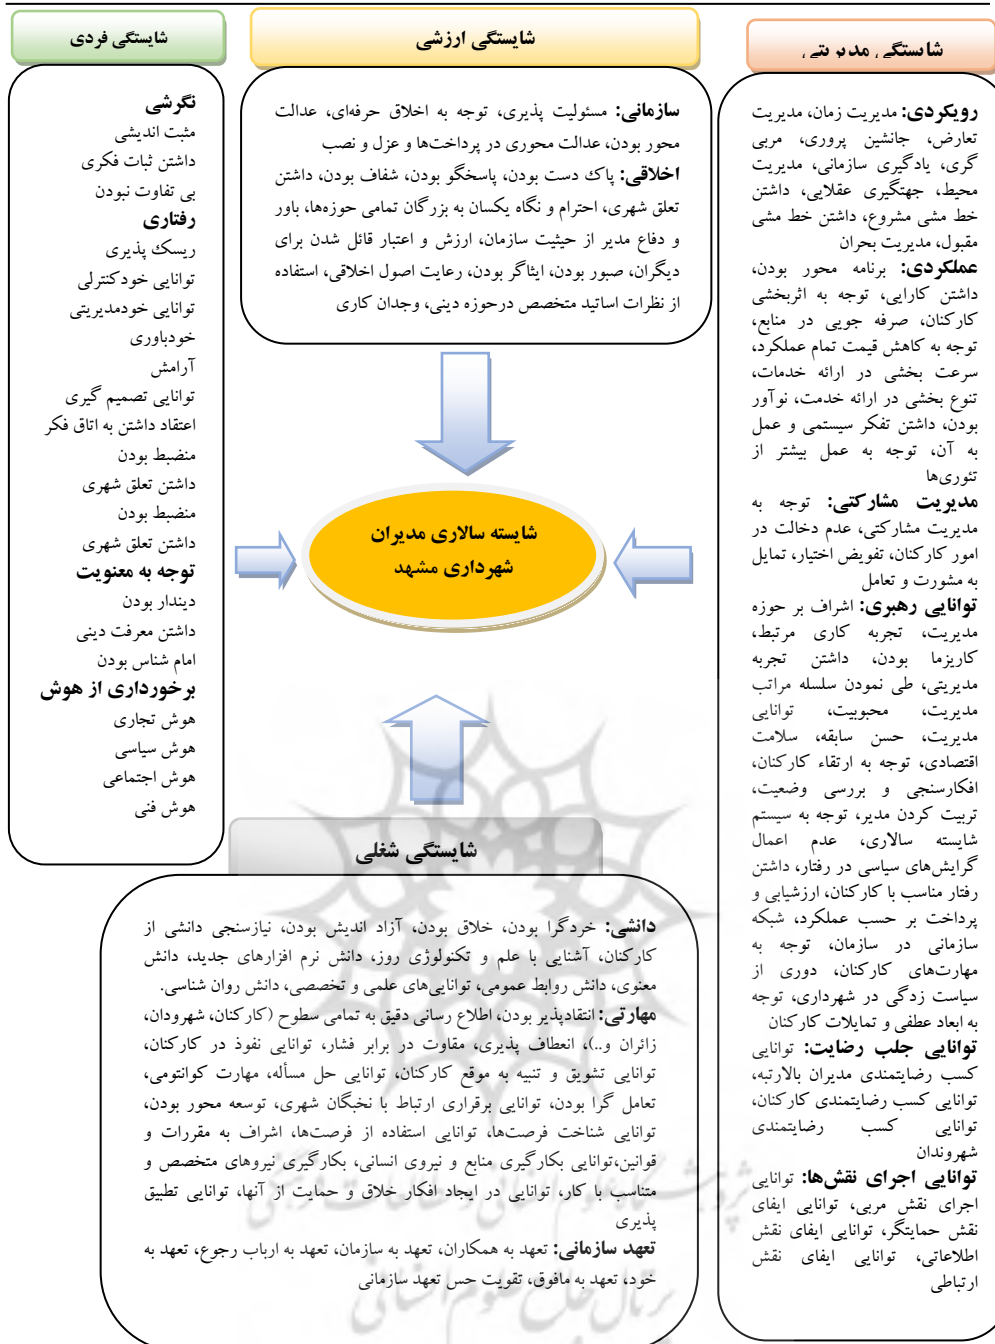 شایستگی مدیریتی
رویکردی: مدیریت زمان، مدیریت
تعارض، جانشین پروری، مربی
گری، یادگیری سازمانی، مدیریت
محیط، جهتگیری عقلایی، داشتن
خط مشی مشروع، داشتن خط مشی
مقبول، مدیریت بحران
عملکردی: برنامه محور بودن،
داشتن کارایی، توجه به اثربخشی
کارکنان، صرفه جویی در منابع،
توجه به کاهش قیمت تمام عملکرد،
سرعت بخشی در ارائه خدمات،
تنوع بخشی در ارائه خدمت، نوآور
بودن، داشتن تفکر سیستمی و عمل
به آن، توجه به عمل بیشتر از
تئوری‌ها
مدیریت مشارکتی: توجه به
مدیریت مشارکتی، عدم دخالت در
امور کارکنان، تفویض اختیار، تمایل
به مشورت و تعامل
توانایی رهبری: اشراف بر حوزه
مدیریت، تجربه کاری مرتبط،
کاریزما بودن، داشتن تجربه
مدیریتی، طی نمودن سلسله مراتب
مدیریت، محبوبیت، توانایی
مدیریت، حسن سابقه، سلامت
اقتصادی، توجه به ارتقاء کارکنان،
افکارسنجی و بررسی وضعیت،
تربیت کردن مدیر، توجه به سیستم
شایسته سالاری، عدم اعمال
گرایش‌های سیاسی در رفتار، داشتن
رفتار مناسب با کارکنان، ارزشیابی و
پرداخت بر حسب عملکرد، شبکه
سازمانی در سازمان، توجه به
مهارت‌های کارکنان، دوری از
سیاست زدگی در شهرداری، توجه
به ابعاد عطفی و تمایلات کارکنان
توانایی جلب رضایت: توانایی
کسب رضایتمندی مدیران بالارتبه،
توانایی کسب رضایتمندی کارکنان،
توانایی کسب رضایتمندی
شهروندان
توانایی اجرای نقش‌ها: توانایی
اجرای نقش مربی، توانایی ایفای
نقش حمایتگر، توانایی ایفای نقش
اطلاعاتی، توانایی ایفای نقش
ارتباطی
شایستگی ارزشی
سازمانی: مسئولیت پذیری، توجه به اخلاق حرفه‌ای، عدالت
محور بودن، عدالت محوری در پرداخت‌ها و عزل و نصب
اخلاقی: پاک دست بودن، پاسخگو بودن، شفاف بودن، داشتن
تعلق شهری، احترام و نگاه یکسان به بزرگان تمامی حوزه‌ها، باور
و دفاع مدیر از حیثیت سازمان، ارزش و اعتبار قائل شدن برای
دیگران، صبور بودن، ایثاگر بودن، رعایت اصول اخلاقی، استفاده
از نظرات اساتید متخصص درحوزه دینی، وجدان کاری
شایستگی فردی
نگرشی
مثبت اندیشی
داشتن ثبات فکری
بی تفاوت نبودن
رفتاری
ریسک پذیری
توانایی خودکنترلی
توانایی خودمدیریتی
خودباوری
آرامش
توانایی تصمیم گیری
اعتقاد داشتن به اتاق فکر
منضبط بودن
داشتن تعلق شهری
منضبط بودن
داشتن تعلق شهری
توجه به معنویت
دیندار بودن
داشتن معرفت دینی
امام شناس بودن
برخورداری از هوش
هوش تجاری
هوش سیاسی
هوش اجتماعی
هوش فنی
شایسته سالاری مدیران
شهرداری مشهد
شایستگی شغلی
دانشی: خردگرا بودن، خلاق بودن، آزاد اندیش بودن، نیازسنجی دانشی از
کارکنان، آشنایی با علم و تکنولوژی روز، دانش نرم افزارهای جدید، دانش
معنوی، دانش روابط عمومی، توانایی‌های علمی و تخصصی، دانش روان شناسی.
مهارتی: انتقادپذیر بودن، اطلاع رسانی دقیق به تمامی سطوح (کارکنان، شهرودان،
زائران و..)، انعطاف پذیری، مقاوت در برابر فشار، توانایی نفوذ در کارکنان،
توانایی تشویق و تنبیه به موقع کارکنان، توانایی حل مسأله، مهارت کوانتومی،
تعامل گرا بودن، توانایی برقراری ارتباط با نخبگان شهری، توسعه محور بودن،
توانایی شناخت فرصت‌ها، توانایی استفاده از فرصت‌ها، اشراف به مقررات و
قوانین،توانایی بکارگیری منابع و نیروی انسانی، بکارگیری نیروهای متخصص و
متناسب با کار، توانایی در ایجاد افکار خلاق و حمایت از آنها، توانایی تطبیق
پذیری
تعهد سازمانی: تعهد به همکاران، تعهد به سازمان، تعهد به ارباب رجوع، تعهد به
خود، تعهد به مافوق، تقویت حس تعهد سازمانی
پژوهشگاه علوم انسانی و مطالعات فرهنگی
پرتال جامع علوم انسانی